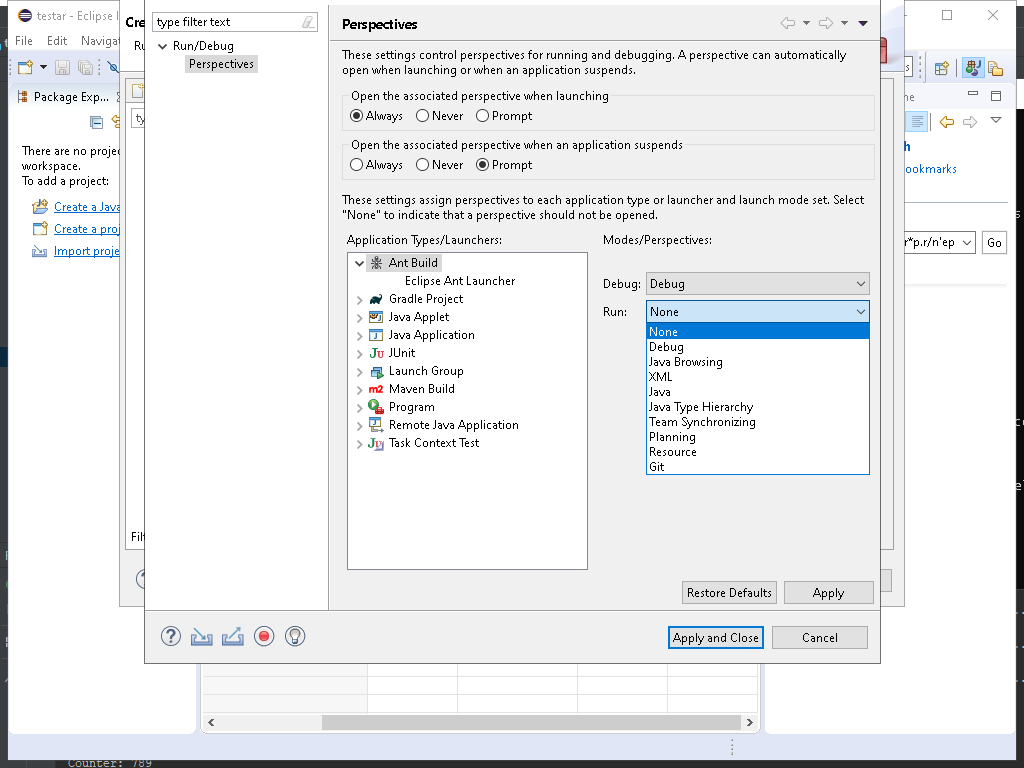 testar - Eclipse I
File Edit Navigat
Package Exp...
There are no projec
workspace.
To add a project:
Create a Java
Create a proj
Import proje
Cre
Ru
ty
Filt
type filter text
Run/Debug
Perspectives
Perspectives
These settings control perspectives for running and debugging. A perspective can automatically
open when launching or when an application suspends.
Open the associated perspective when launching
Always Never Prompt
Open the associated perspective when an application suspends
Always Never Prompt
These settings assign perspectives to each application type or launcher and launch mode set. Select
"None" to indicate that a perspective should not be opened.
Application Types/Launchers:
Modes/Perspectives:
Ant Build
Eclipse Ant Launcher
Gradle Project
Java Applet
Java Application
JUnit
Launch Group
Maven Build
Program
Remote Java Application
Task Context Test
Debug: Debug
Run: None
None
Debug
Java Browsing
XML
Java
Java Type Hierarchy
Team Synchronizing
Planning
Resource
Git
Restore Defaults Apply
Apply and Close Cancel
ne
h
ookmarks
r*p.r/n'ep
Go
Counter: 789